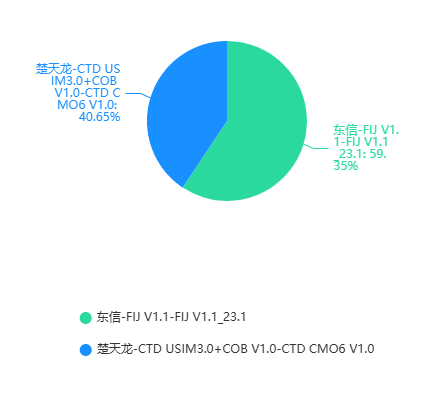 楚天龙-CTD US
IM3.0+COB
V1.0-CTD C
MO6 V1.0:
40.65%
东信-FIJ V1.
1-FIJ V1.1
_23.1: 59.
35%
东信-FIJ V1.1-FIJ V1.1_23.1
楚天龙-CTD USIM3.0+COB V1.0-CTD CMO6 V1.0